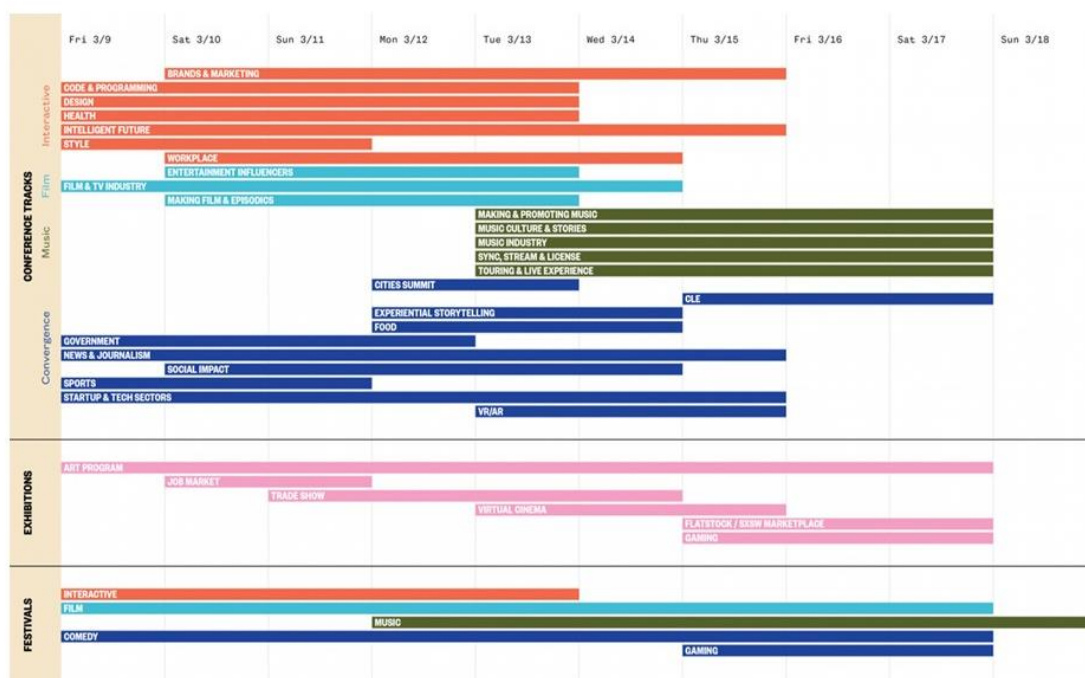 Fri 3/9 Sat 3/10 Sun 3/11 Mon 3/12 Tue 3/13 Wed 3/14 Thu 3/15 Fri 3/16 Sat 3/17 Sun 3/18
CONFERENCE TRACKS
Interactive
BRANDS & MARKETING
CODE & PROGRAMMING
DESIGN
HEALTH
INTELLIGENT FUTURE
STYLE
WORKPLACE
Film
ENTERTAINMENT INFLUENCERS
FILM & TV INDUSTRY
MAKING FILM & EPISODICS
Music
MAKING & PROMOTING MUSIC
MUSIC CULTURE & STORIES
MUSIC INDUSTRY
SYNC, STREAM & LICENSE
TOURING & LIVE EXPERIENCE
Convergence
CITIES SUMMIT
CLE
EXPERIENTIAL STORYTELLING
FOOD
GOVERNMENT
NEWS & JOURNALISM
SOCIAL IMPACT
SPORTS
STARTUP & TECH SECTORS
VR/AR
EXHIBITIONS
ART PROGRAM
JOB MARKET
TRADE SHOW
VIRTUAL CINEMA
FLATSTOCK / SXSW MARKETPLACE
GAMING
FESTIVALS
INTERACTIVE
FILM
MUSIC
COMEDY
GAMING